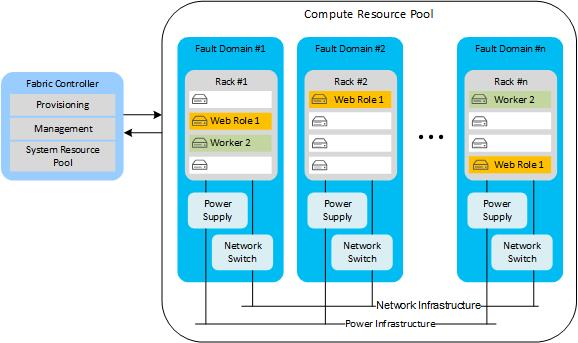 Compute Resource Pool
Fabric Controller
Provisioning
Management
System Resource
Pool
Fault Domain #1
Rack #1
Web Role 1
Worker 2
Power
Supply
Network
Switch
Fault Domain #2
Rack #2
Web Role 1
Power
Supply
Network
Switch
Fault Domain #n
Rack #n
Worker 2
Web Role 1
Power
Supply
Network
Switch
Network Infrastructure
Power Infrastructure